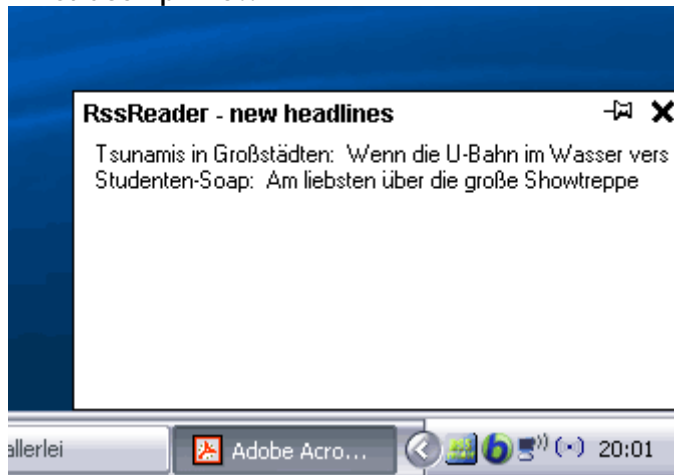 RssReader - new headlines
Tsunamis in Großstädten: Wenn die U-Bahn im Wasser vers
Studenten-Soap: Am liebsten über die große Showtreppe
allerlei
Adobe Acro...
20:01